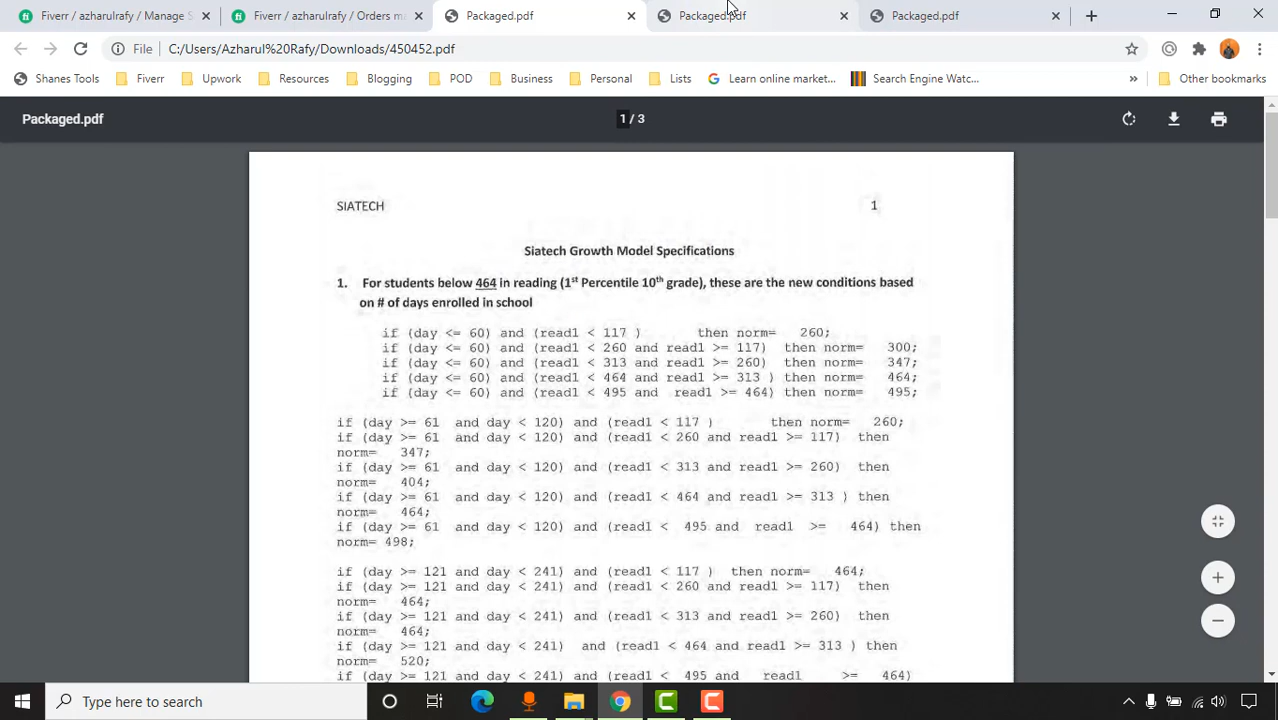 Fiverr / azharulrafy / Manage S
Fiverr / azharulrafy / Orders ma
Packaged.pdf
Packaged.pdf
Packaged.pdf
File
C:/Users/Azharul%20Rafy/Downloads/450452.pdf
Shanes Tools
Fiverr
Upwork
Resources
Blogging
POD
Business
Personal
Lists
Learn online market...
Search Engine Watc...
»
Other bookmarks
Packaged.pdf
1 / 3
SIATECH 1
Siatech Growth Model Specifications
1. For students below 464 in reading (1st Percentile 10th grade), these are the new conditions based
on # of days enrolled in school
if (day <= 60) and (read1 < 117 ) then norm= 260;
if (day <= 60) and (read1 < 260 and read1 >= 117) then norm= 300;
if (day <= 60) and (read1 < 313 and read1 >= 260) then norm= 347;
if (day <= 60) and (read1 < 464 and read1 >= 313 ) then norm= 464;
if (day <= 60) and (read1 < 495 and read1 >= 464) then norm= 495;
if (day >= 61 and day < 120) and (read1 < 117 ) then norm= 260;
if (day >= 61 and day < 120) and (read1 < 260 and read1 >= 117) then
norm= 347;
if (day >= 61 and day < 120) and (read1 < 313 and read1 >= 260) then
norm= 404;
if (day >= 61 and day < 120) and (read1 < 464 and read1 >= 313 ) then
norm= 464;
if (day >= 61 and day < 120) and (read1 < 495 and read1 >= 464) then
norm= 498;
if (day >= 121 and day < 241) and (read1 < 117 ) then norm= 464;
if (day >= 121 and day < 241) and (read1 < 260 and read1 >= 117) then
norm= 464;
if (day >= 121 and day < 241) and (read1 < 313 and read1 >= 260) then
norm= 464;
if (day >= 121 and day < 241) and (read1 < 464 and read1 >= 313 ) then
norm= 520;
if (day >= 121 and day < 241) and (read1 < 495 and read1 >= 464)
Type here to search